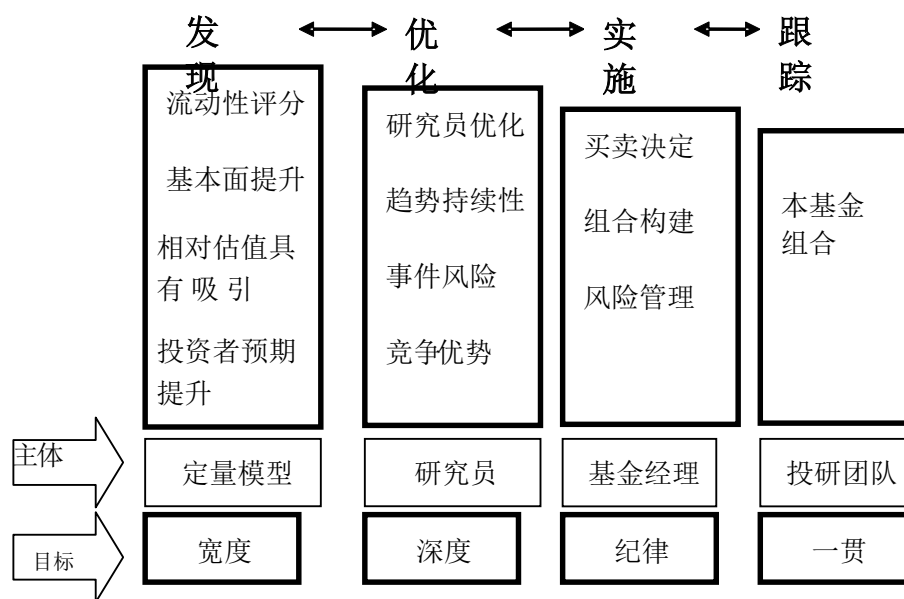 发现
优化
实施
跟踪
流动性评分
基本面提升
相对估值具
有吸引
投资者预期
提升
研究员优化
趋势持续性
事件风险
竞争优势
买卖决定
组合构建
风险管理
本基金
组合
主体
定量模型
研究员
基金经理
投研团队
目标
宽度
深度
纪律
一贯